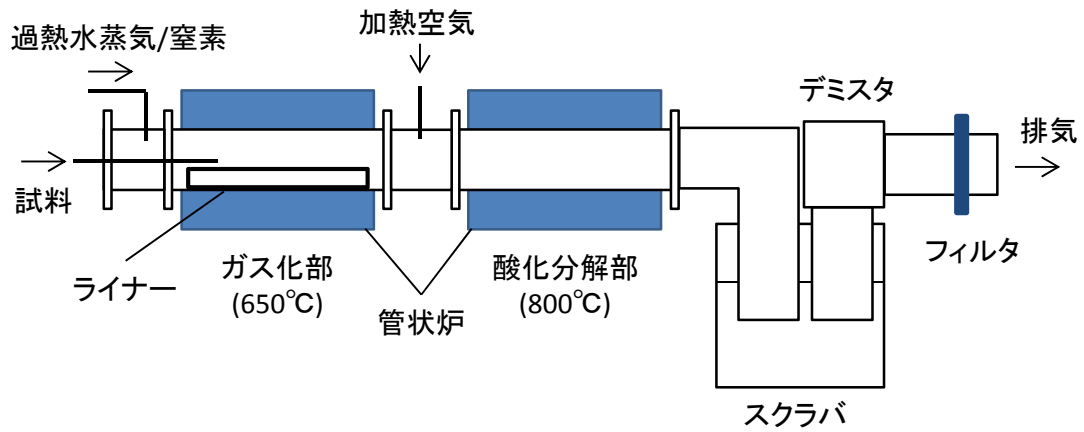 過熱水蒸気/窒素
加熱空気
デミスタ
排気
試料
ライナー
ガス化部
(650℃)
管状炉
酸化分解部
(800℃)
フィルタ
スクラバ